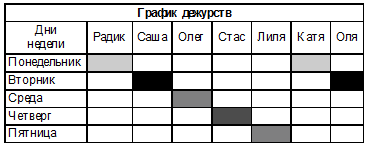 График дежурств
Дни недели Радик Саша Олег Стас Лиля Катя Оля
Понедельник
Вторник
Среда
Четверг
Пятница